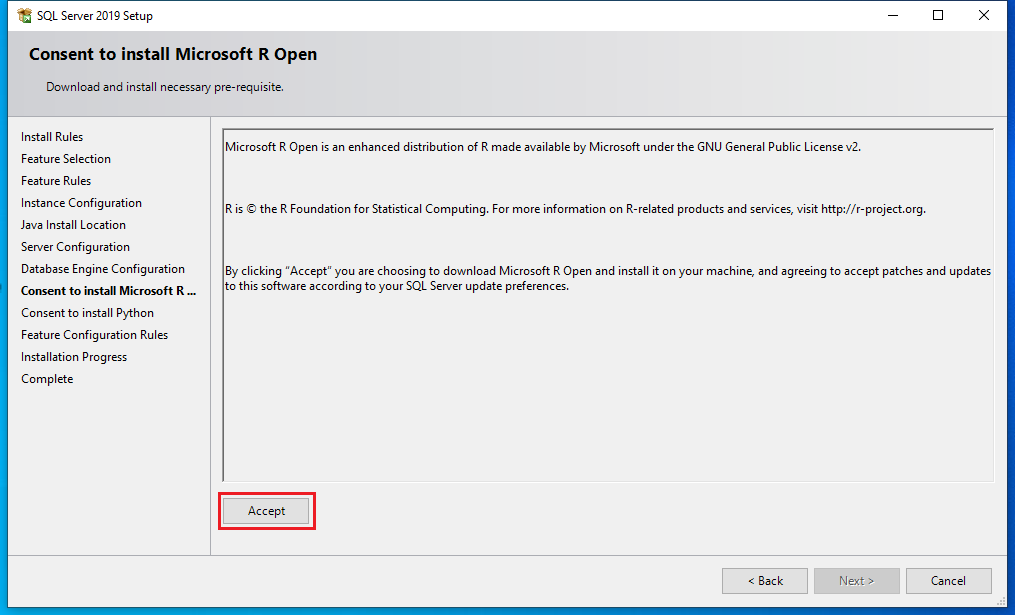 SQL Server 2019 Setup
Consent to install Microsoft R Open
Download and install necessary pre-requisite.
Install Rules
Feature Selection
Feature Rules
Instance Configuration
Java Install Location
Server Configuration
Database Engine Configuration
Consent to install Microsoft R ...
Consent to install Python
Feature Configuration Rules
Installation Progress
Complete
Microsoft R Open is an enhanced distribution of R made available by Microsoft under the GNU General Public License v2.
R is © the R Foundation for Statistical Computing. For more information on R-related products and services, visit http://r-project.org.
By clicking “Accept” you are choosing to download Microsoft R Open and install it on your machine, and agreeing to accept patches and updates
to this software according to your SQL Server update preferences.
Accept
< Back
Next >
Cancel